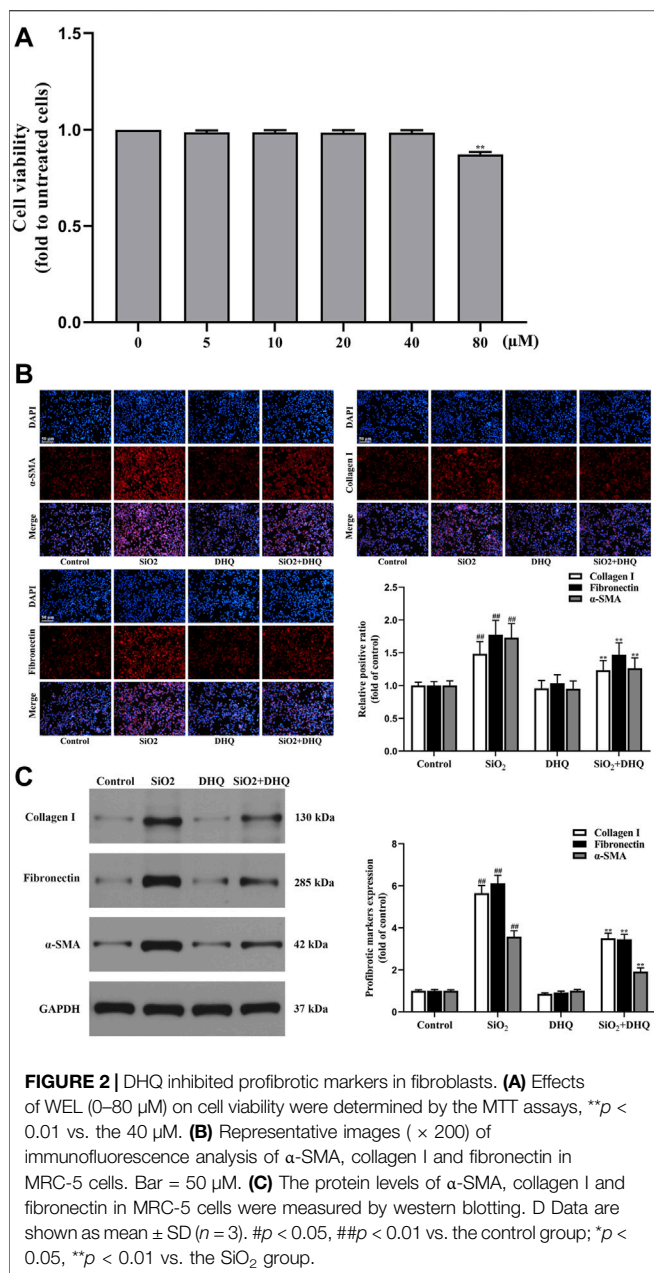 A
1.5
1.0
0.5
0.0
Cell viability
(fold to untreated cells)
**
0 5 10 20 40 80 (μM)
B
DAPI
50 μm
α-SMA
Merge
Control SiO2 DHQ SiO2+DHQ
DAPI
50 μm
Collagen I
Merge
Control SiO2 DHQ SiO2+DHQ
DAPI
50 μm
Fibronectin
Merge
Control SiO2 DHQ SiO2+DHQ
Collagen I
Fibronectin
α-SMA
2.5
2.0
1.5
1.0
0.5
0.0
Relative positive ratio
(fold of control)
## ## ##
** ** **
Control SiO₂ DHQ SiO₂+DHQ
C
Control SiO2 DHQ SiO2+DHQ
Collagen I 130 kDa
Fibronectin 285 kDa
α-SMA 42 kDa
GAPDH 37 kDa
Collagen I
Fibronectin
α-SMA
8
6
4
2
0
Profibrotic markers expression
(fold of control)
## ## ##
** ** **
Control SiO₂ DHQ SiO₂+DHQ
FIGURE 2 | DHQ inhibited profibrotic markers in fibroblasts. (A) Effects
of WEL (0–80 μM) on cell viability were determined by the MTT assays, **p <
0.01 vs. the 40 μM. (B) Representative images ( × 200) of
immunofluorescence analysis of α-SMA, collagen I and fibronectin in
MRC-5 cells. Bar = 50 μM. (C) The protein levels of α-SMA, collagen I and
fibronectin in MRC-5 cells were measured by western blotting. D Data are
shown as mean ± SD (n = 3). #p < 0.05, ##p < 0.01 vs. the control group; *p <
0.05, **p < 0.01 vs. the SiO₂ group.